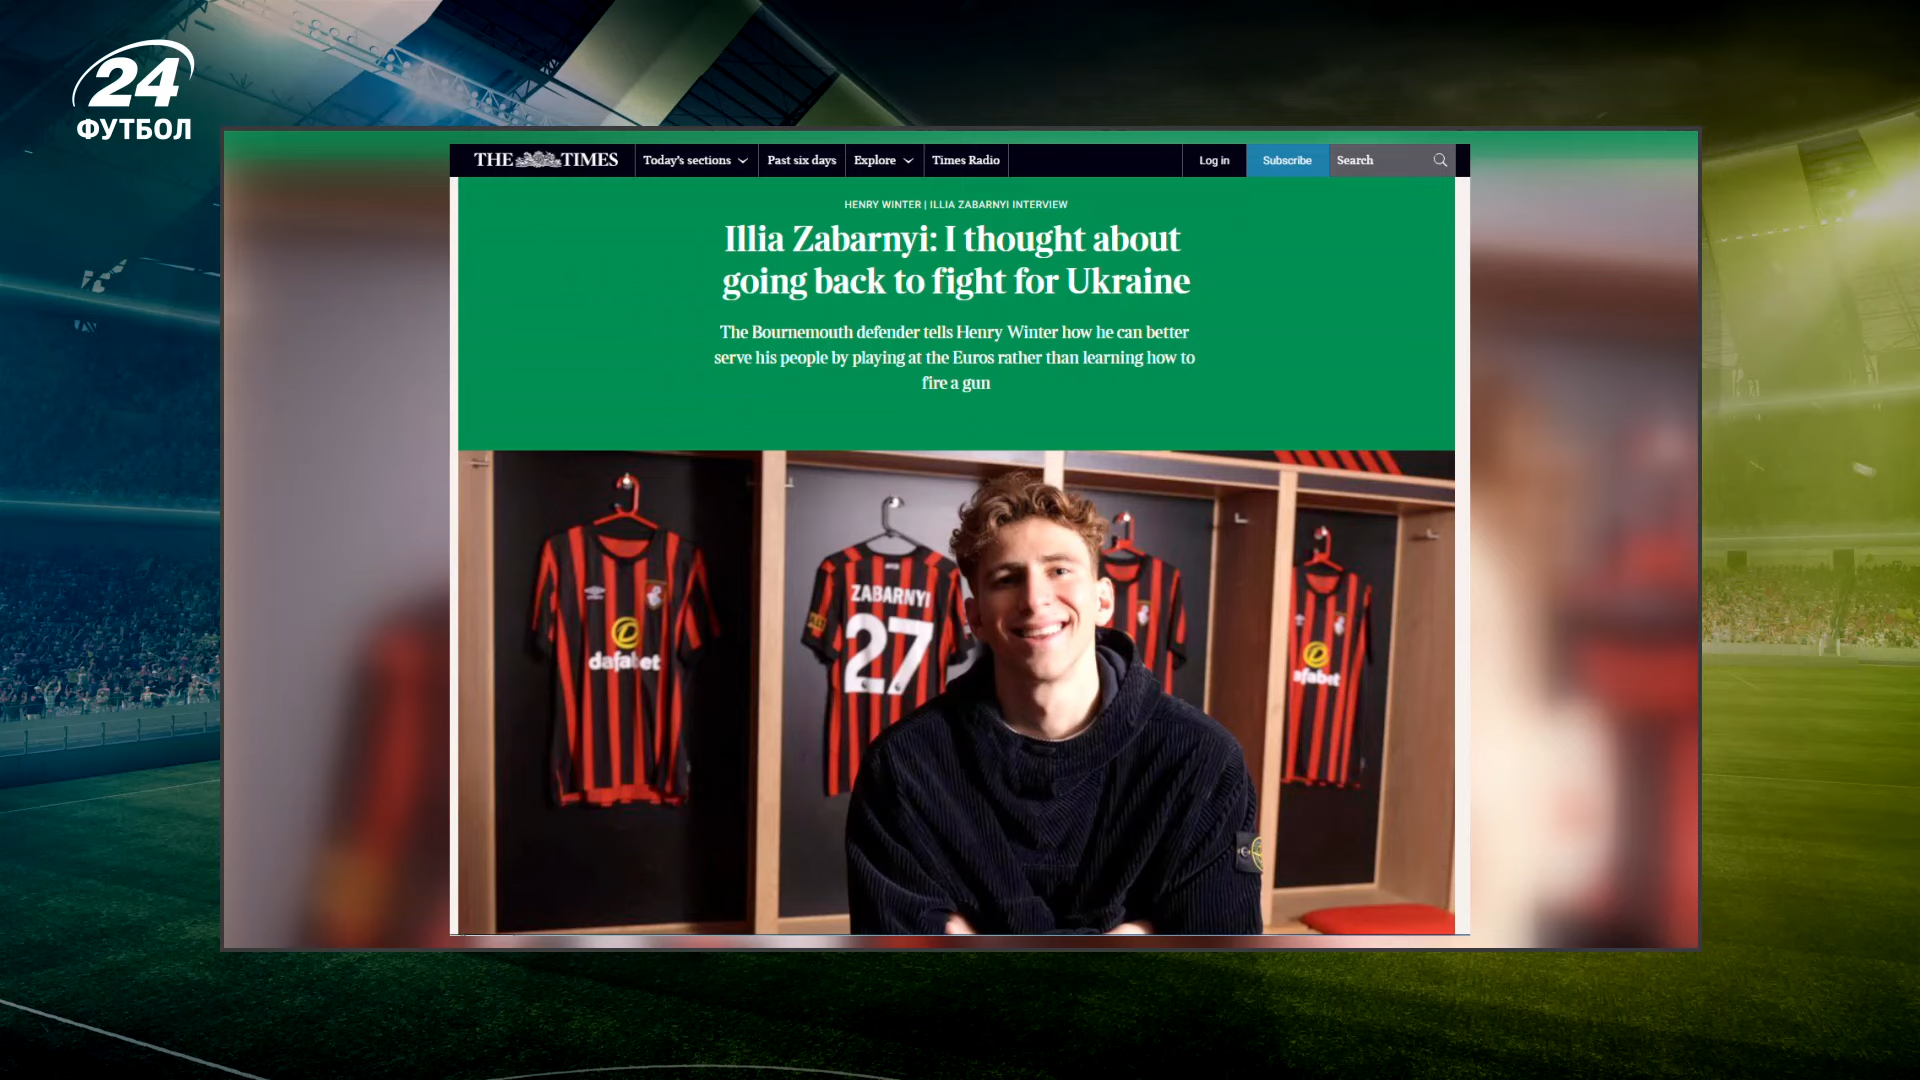 24
ФУТБОЛ
THE TIMES
Today's sections
Past six days
Explore
Times Radio
Log in
Subscribe
Search
HENRY WINTER | ILLIA ZABARNYI INTERVIEW
Illia Zabarnyi: I thought about
going back to fight for Ukraine
The Bournemouth defender tells Henry Winter how he can better
serve his people by playing at the Euros rather than learning how to
fire a gun
ZABARNYI
27
dafabet
afabet